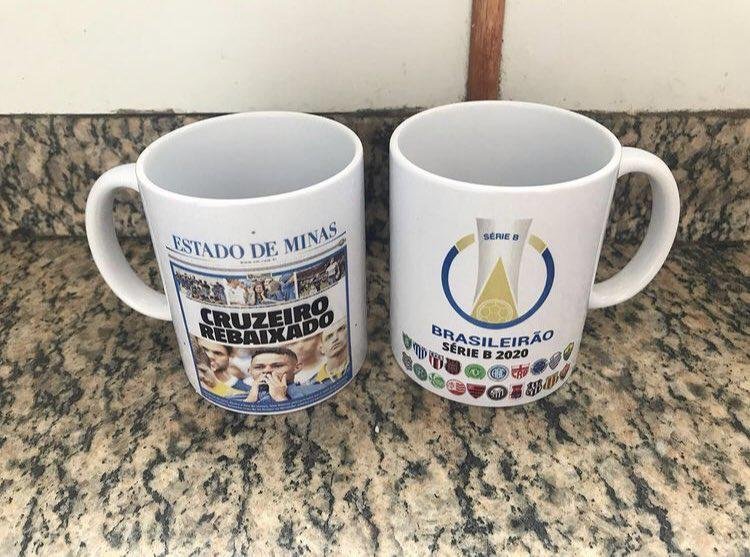 ESTADO DE MINAS
CRUZEIRO
REBAIXADO
SÉRIE B
BRASILEIRÃO
SÉRIE B 2020